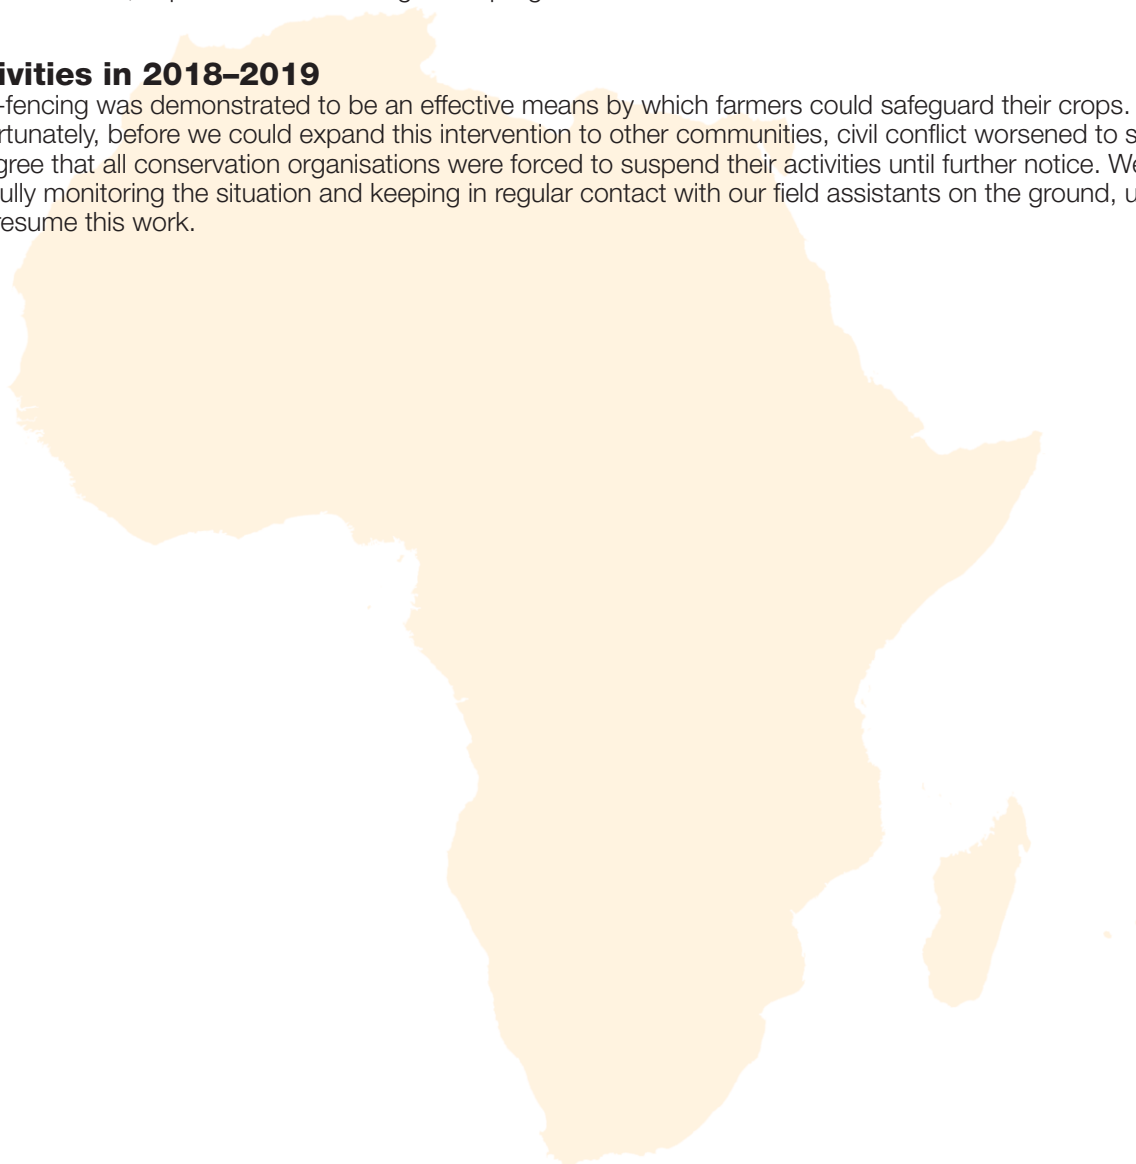 ivities in 2018–2019
-fencing was demonstrated to be an effective means by which farmers could safeguard their crops.
rtunately, before we could expand this intervention to other communities, civil conflict worsened to s
gree that all conservation organisations were forced to suspend their activities until further notice. We
ully monitoring the situation and keeping in regular contact with our field assistants on the ground, u
resume this work.